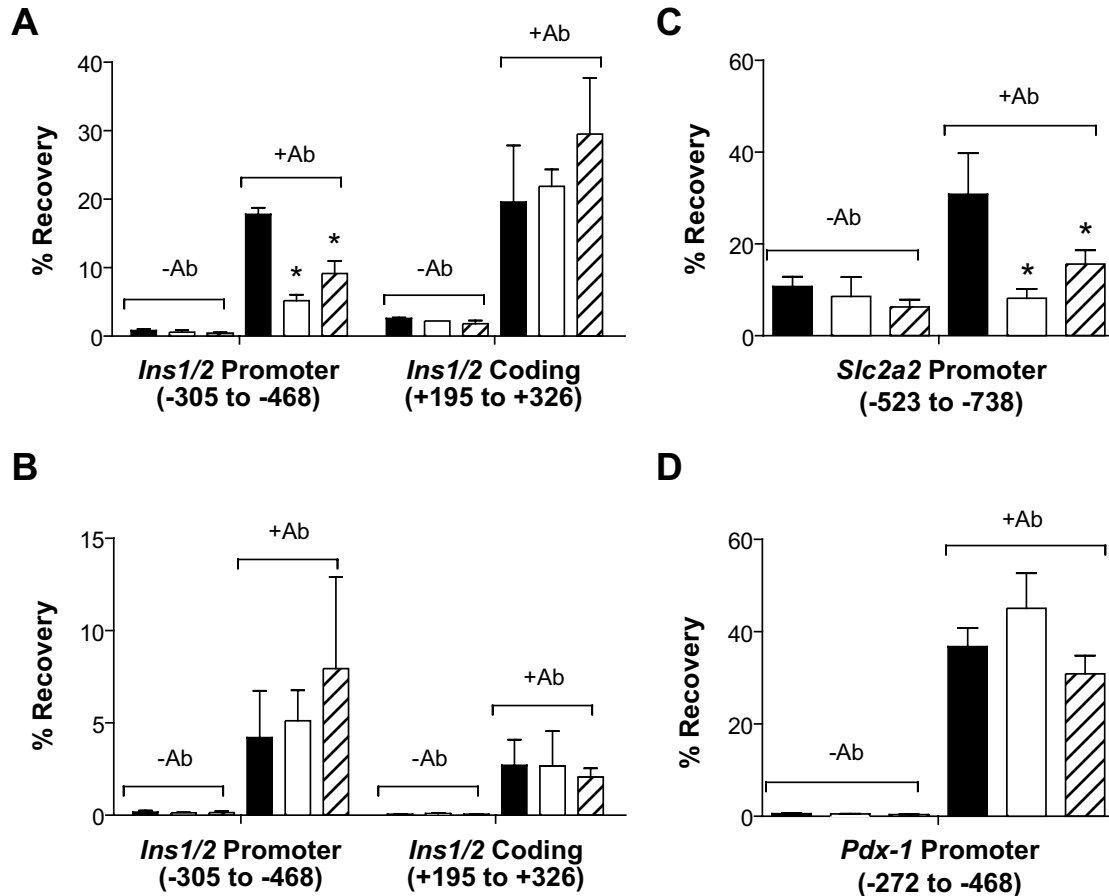 A
% Recovery
40
30
20
10
0
-Ab
+Ab
*
*
-Ab
+Ab
Ins1/2 Promoter
(-305 to -468)
Ins1/2 Coding
(+195 to +326)
C
% Recovery
60
40
20
0
-Ab
+Ab
*
*
Slc2a2 Promoter
(-523 to -738)
B
% Recovery
15
10
5
0
-Ab
+Ab
-Ab
+Ab
Ins1/2 Promoter
(-305 to -468)
Ins1/2 Coding
(+195 to +326)
D
% Recovery
60
40
20
0
-Ab
+Ab
Pdx-1 Promoter
(-272 to -468)